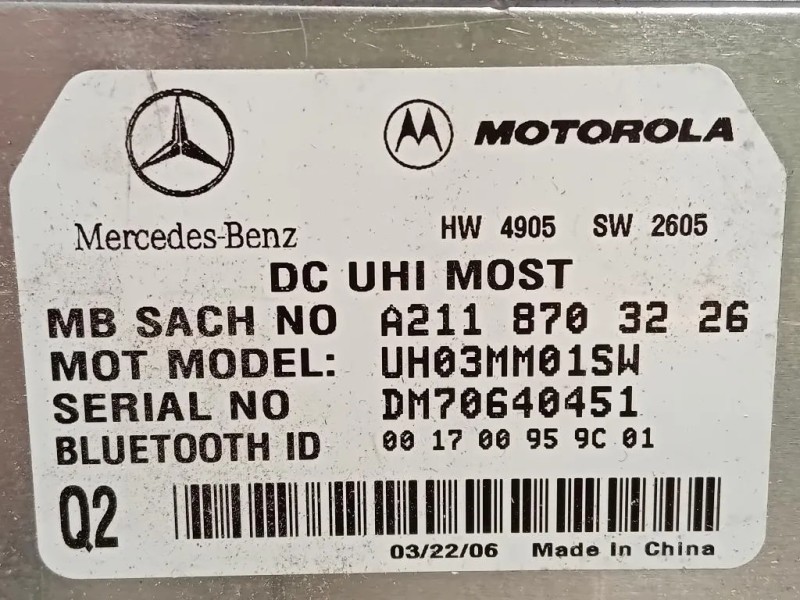 MOTOROLA
Mercedes-Benz
HW 4905 SW 2605
DC UHI MOST
MB SACH NO A211 870 32 26
MOT MODEL: UH03MM01SW
SERIAL NO DM70640451
BLUETOOTH ID 00 17 00 95 9C 01
Q2
03/22/06 Made In China